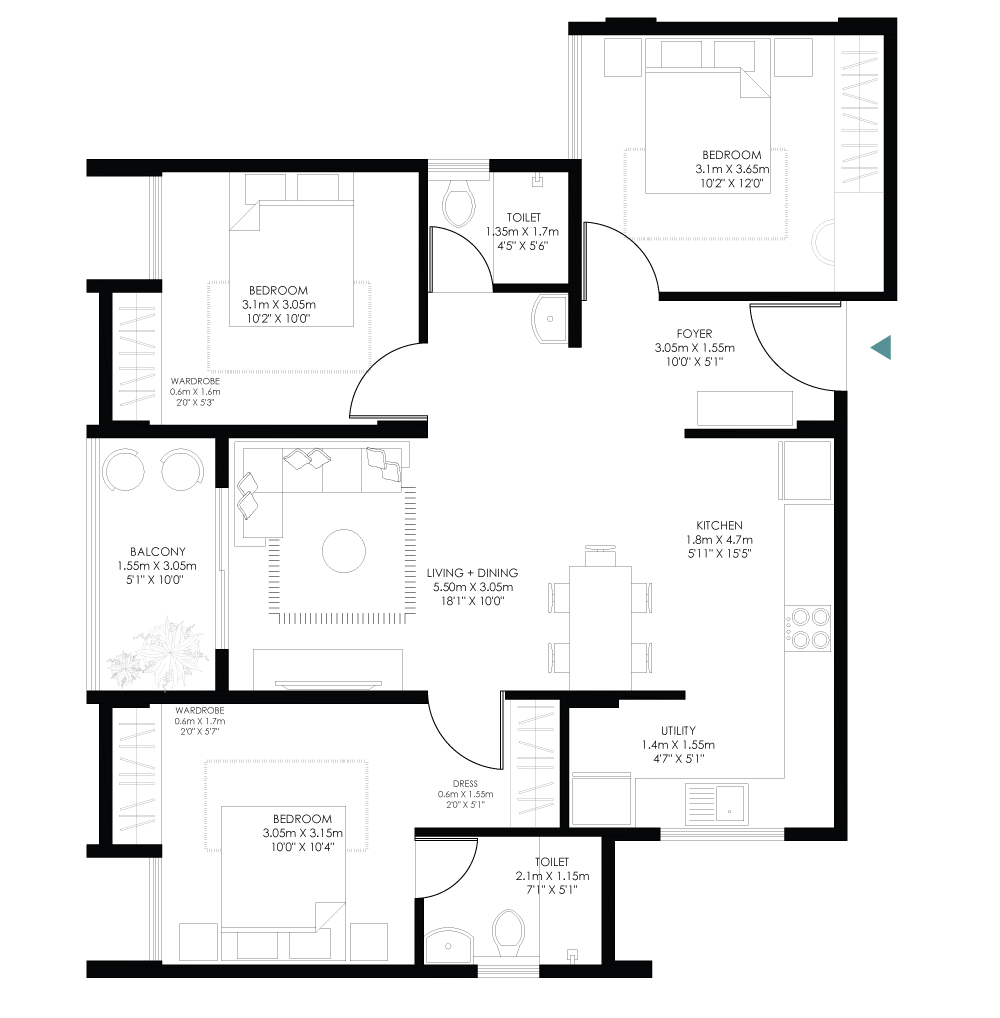 BEDROOM
3.1m X 3.65m
10'2" X 12'0"
TOILET
1.35m X 1.7m
4'5" X 5'6"
BEDROOM
3.1m X 3.05m
10'2" X 10'0"
FOYER
3.05m X 1.55m
10'0" X 5'1"
WARDROBE
0.6m X 1.6m
2'0" X 5'3"
KITCHEN
1.8m X 4.7m
5'11" X 15'5"
BALCONY
1.55m X 3.05m
5'1" X 10'0"
LIVING + DINING
5.50m X 3.05m
18'1" X 10'0"
WARDROBE
0.6m X 1.7m
2'0" X 5'7"
UTILITY
1.4m X 1.55m
4'7" X 5'1"
DRESS
0.6m X 1.55m
2'0" X 5'1"
BEDROOM
3.05m X 3.15m
10'0" X 10'4"
TOILET
2.1m X 1.15m
7'1" X 5'1"